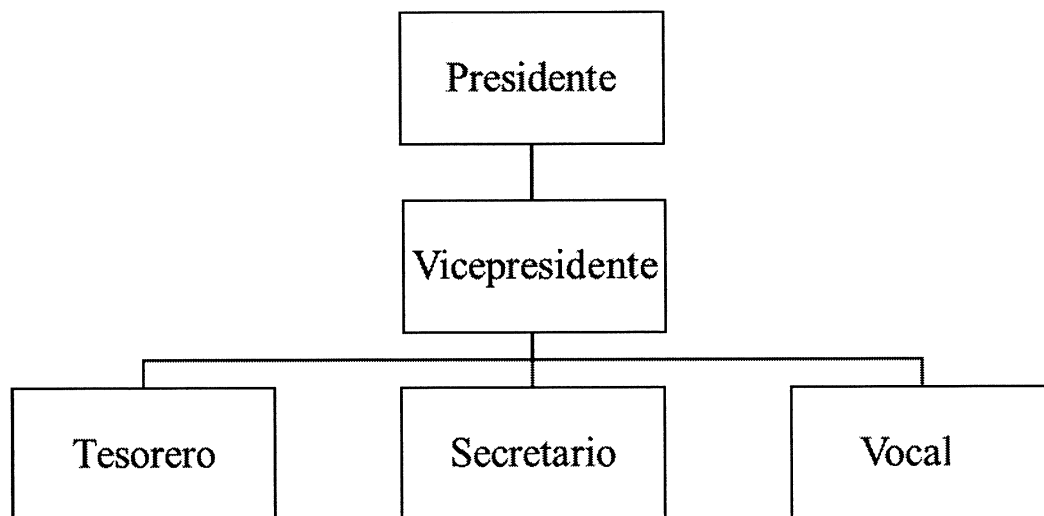 Presidente
Vicepresidente
Tesorero
Secretario
Vocal